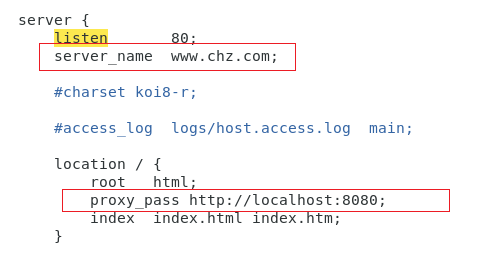 server {
    listen       80;
    server_name  www.chz.com;
    #charset koi8-r;
    #access_log  logs/host.access.log  main;
    location / {
        root   html;
        proxy_pass http://localhost:8080;
        index  index.html index.htm;
    }